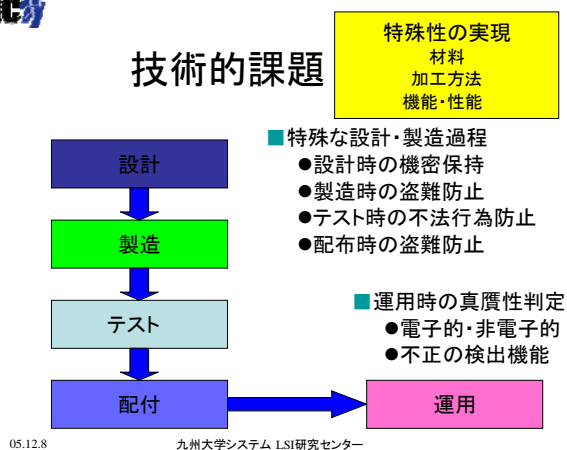 特殊性の実現
材料
加工方法
機能・性能
技術的課題
■特殊な設計・製造過程
●設計時の機密保持
●製造時の盗難防止
●テスト時の不法行為防止
●配布時の盗難防止
設計
製造
テスト
配付
■運用時の真贋性判定
●電子的・非電子的
●不正の検出機能
運用
05.12.8
九州大学システム LSI研究センター